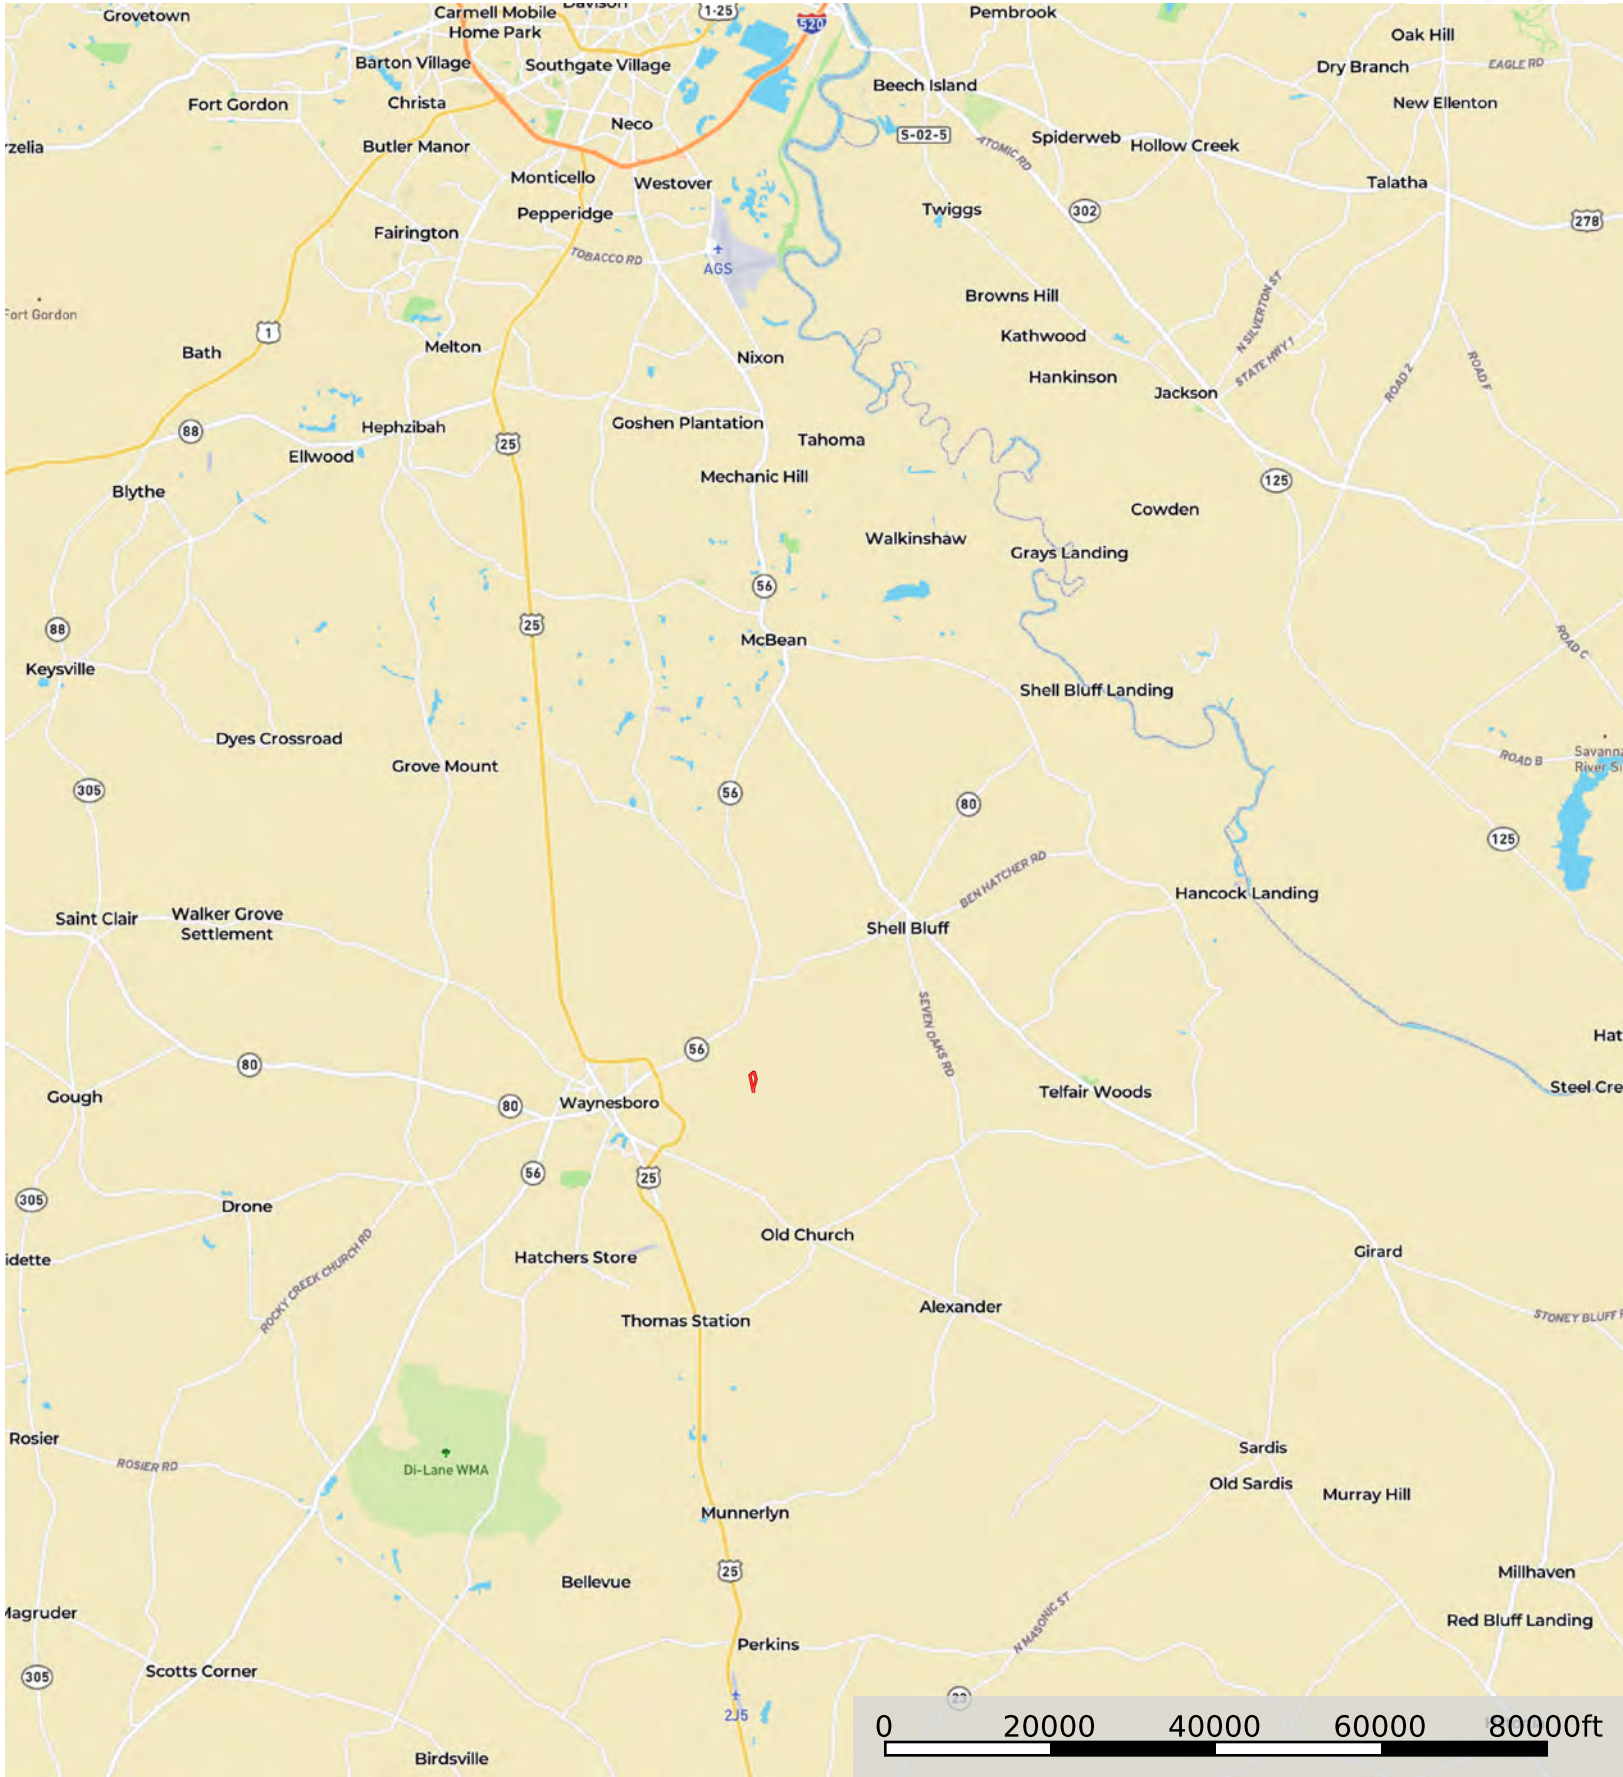 Grovetown
Carmell Mobile
Home Park
Davison
1-25
520
Pembrook
Oak Hill
Barton Village
Southgate Village
Dry Branch
EAGLE RD
Beech Island
Fort Gordon
Christa
New Ellenton
Neco
S-02-5
ATOMIC RD
Spiderweb
Hollow Creek
rzelia
Butler Manor
Monticello
Westover
Talatha
Pepperidge
Twiggs
302
278
Fairington
TOBACCO RD
AGS
Fort Gordon
Browns Hill
N SILVERTON ST
1
Kathwood
Bath
Melton
Nixon
STATE HWY 1
ROAD 2
ROAD F
Hankinson
Jackson
88
Hephzibah
Goshen Plantation
25
Tahoma
Ellwood
Mechanic Hill
125
Blythe
Cowden
Walkinshaw
Grays Landing
56
88
25
McBean
ROAD C
Keysville
Shell Bluff Landing
Dyes Crossroad
Grove Mount
ROAD B
Savanna
River Si
305
56
80
125
BEN HATCHER RD
Hancock Landing
Saint Clair
Walker Grove
Settlement
Shell Bluff
SEVEN OAKS RD
56
Hat
80
Gough
80
Waynesboro
Telfair Woods
Steel Cre
56
25
305
Drone
Old Church
idette
ROCKY CREEK CHURCH RD
Hatchers Store
Girard
Alexander
Thomas Station
STONEY BLUFF R
Rosier
ROSIER RD
Di-Lane WMA
Sardis
Old Sardis
Murray Hill
Munnerlyn
25
Bellevue
Millhaven
Magruder
N MASONIC ST
Red Bluff Landing
Perkins
305
Scotts Corner
23
2J5
Birdsville
0 20000 40000 60000 80000ft